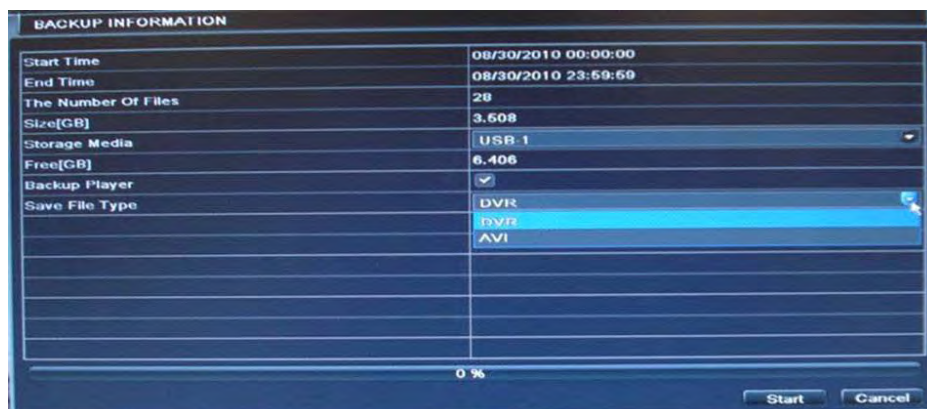 BACKUP INFORMATION
Start Time 08/30/2010 00:00:00
End Time 08/30/2010 23:59:59
The Number Of Files 28
Size[GB] 3.508
Storage Media USB-1
Free[GB] 6.406
Backup Player
Save File Type DVR
DVR
AVI
0 %
Start Cancel